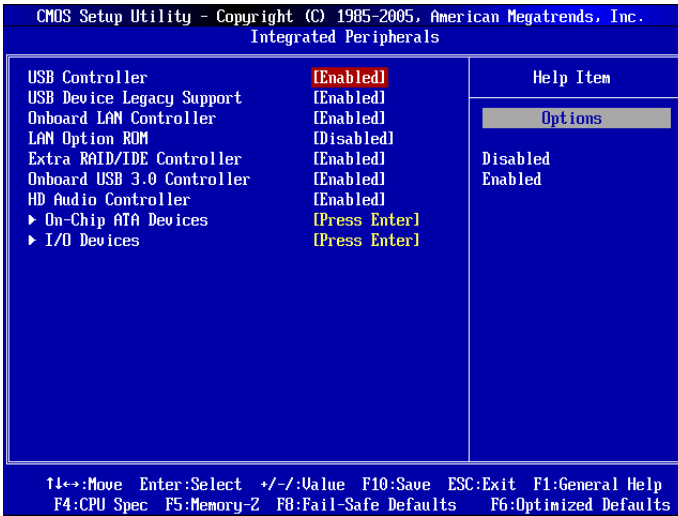 CMOS Setup Utility - Copyright (C) 1985-2005, American Megatrends, Inc.
Integrated Peripherals
USB Controller [Enabled]
USB Device Legacy Support [Enabled]
Onboard LAN Controller [Enabled]
LAN Option ROM [Disabled]
Extra RAID/IDE Controller [Enabled]
Onboard USB 3.0 Controller [Enabled]
HD Audio Controller [Enabled]
▶ On-Chip ATA Devices [Press Enter]
▶ I/O Devices [Press Enter]
Help Item
Options
Disabled
Enabled
↑↓←→:Move Enter:Select +/-/:Value F10:Save ESC:Exit F1:General Help
F4:CPU Spec F5:Memory-Z F8:Fail-Safe Defaults F6:Optimized Defaults